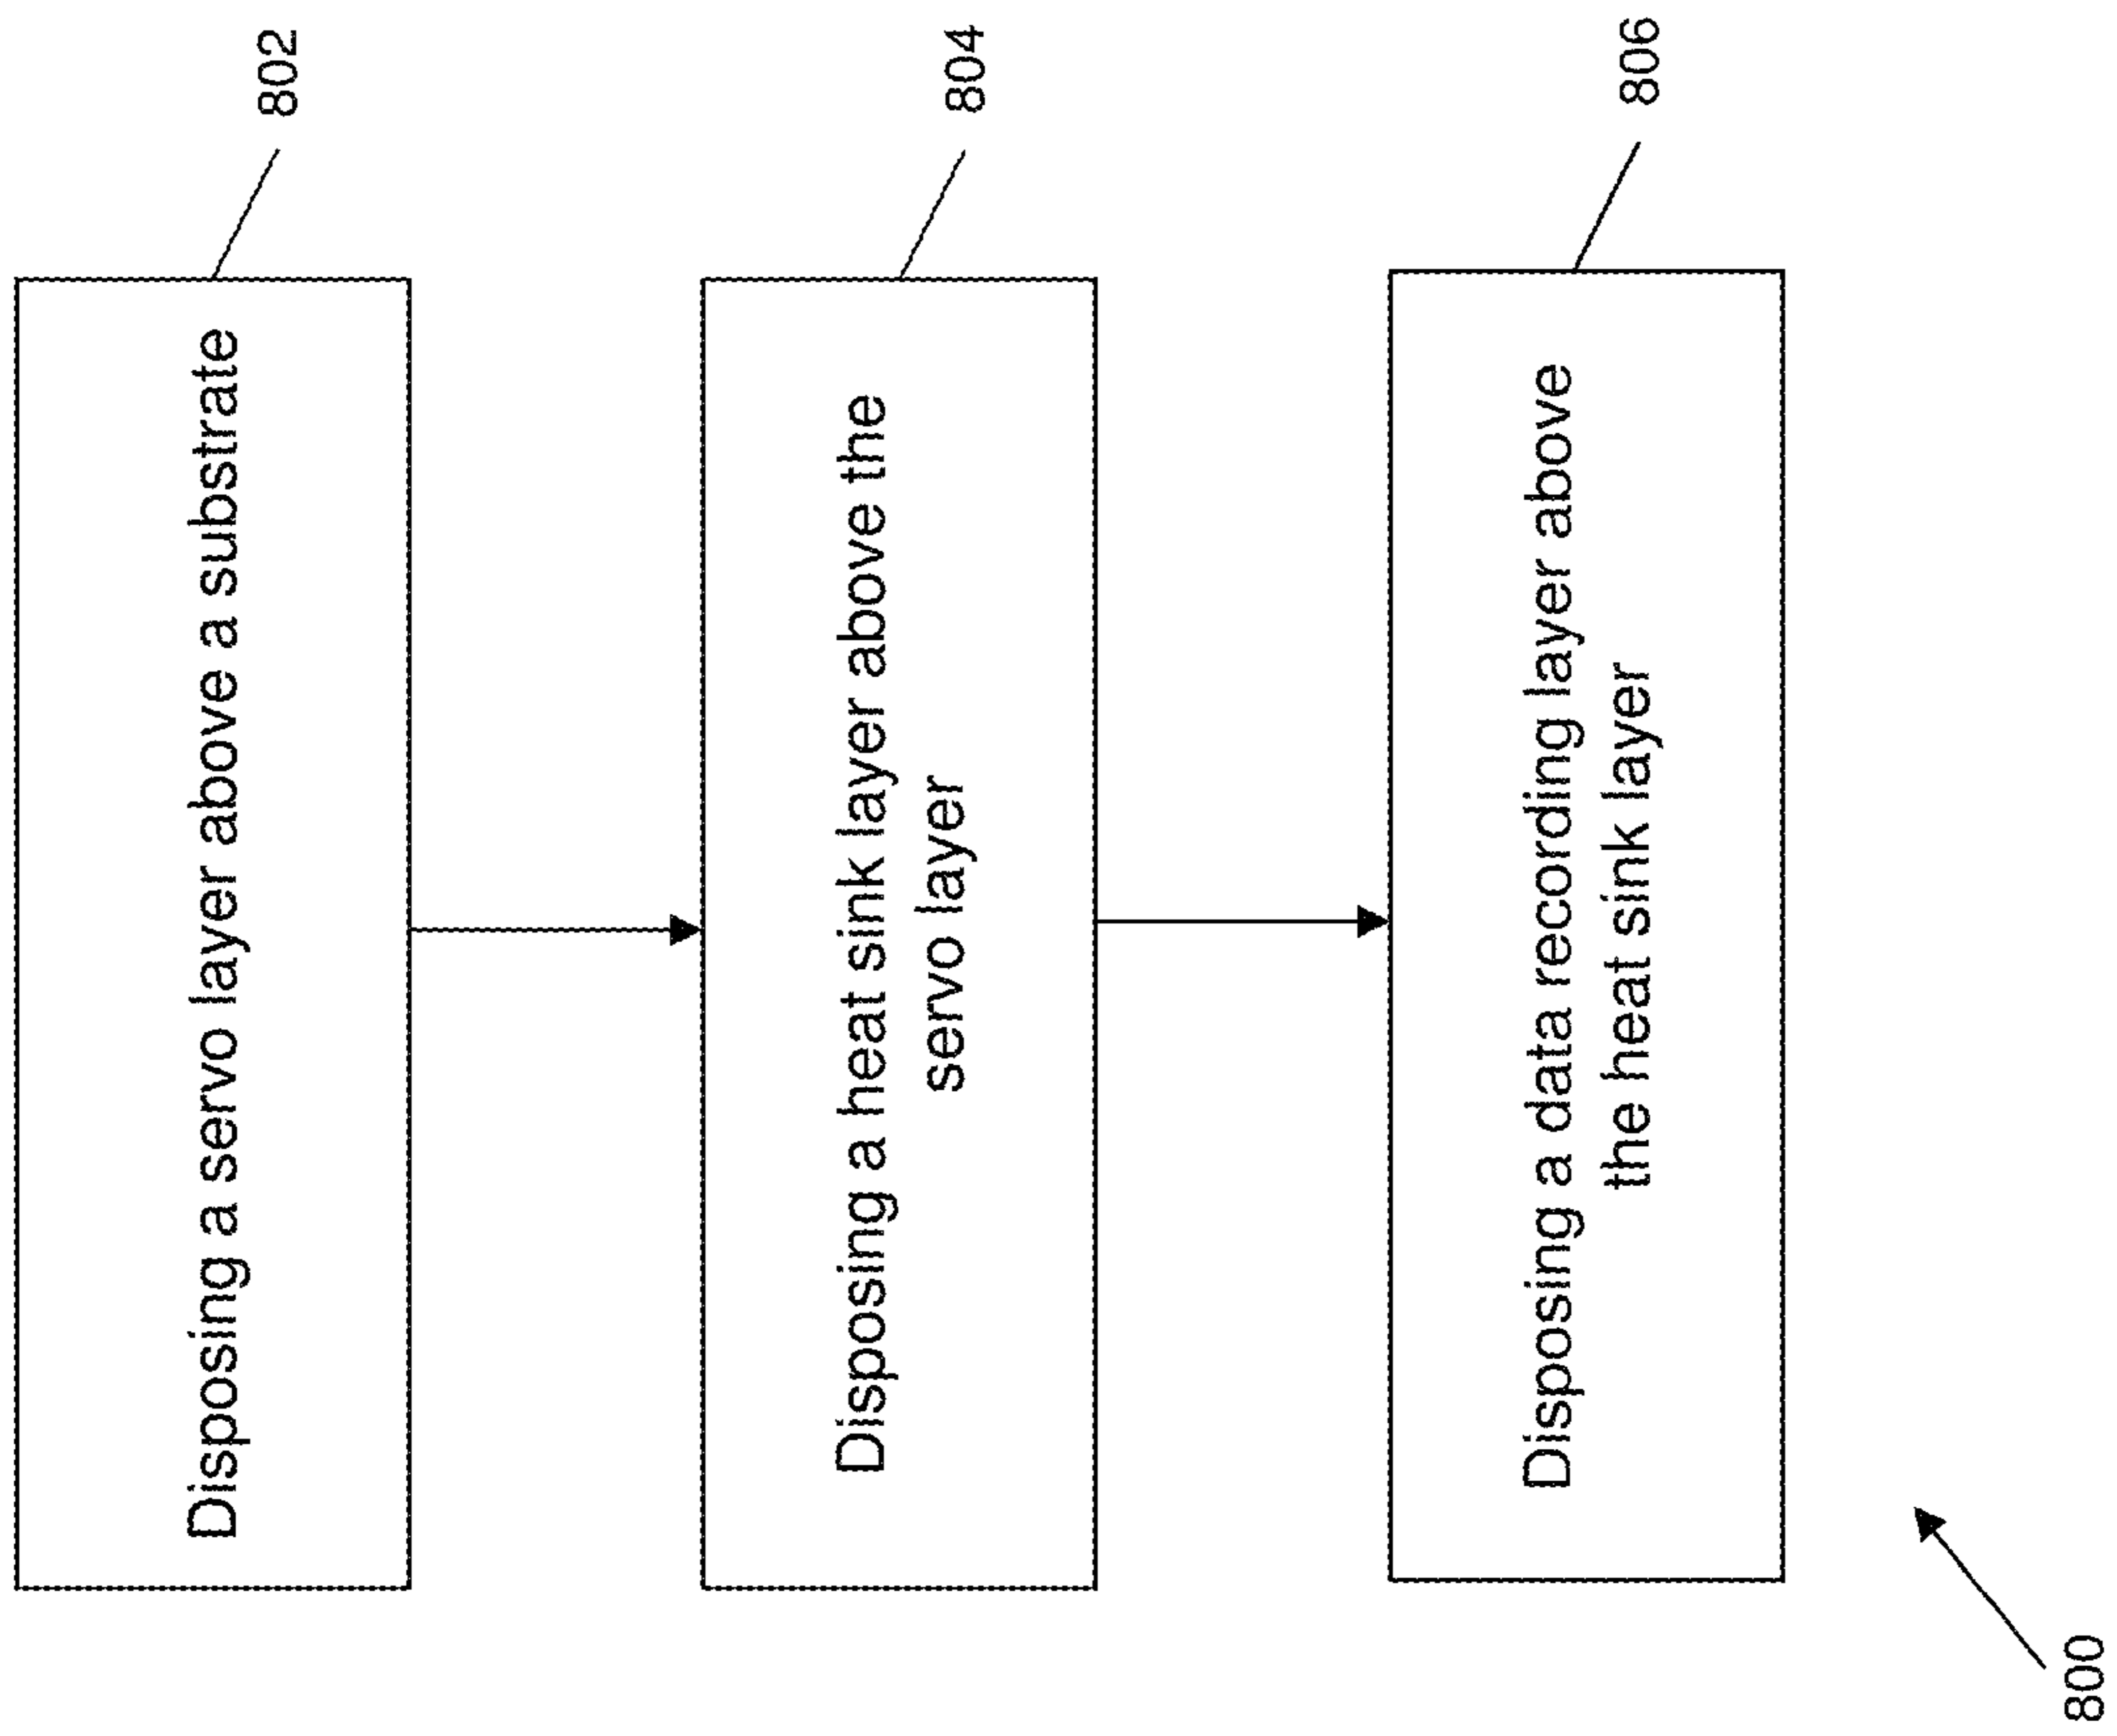 Disposing a servo layer above a substrate
802
Disposing a heat sink layer above the
servo layer
804
Disposing a data recording layer above
the heat sink layer
806
800